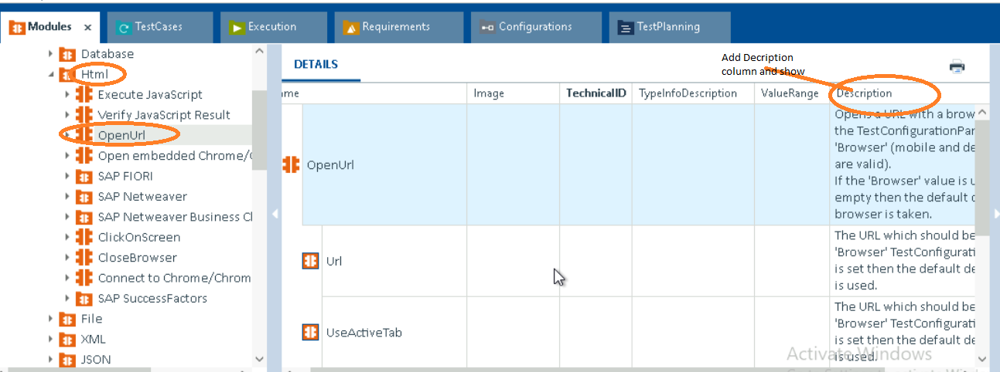 Modules x
TestCases
Execution
Requirements
Configurations
TestPlanning
Database
Html
Execute JavaScript
Verify JavaScript Result
OpenUrl
Open embedded Chrome/
SAP FIORI
SAP Netweaver
SAP Netweaver Business Cl
ClickOnScreen
CloseBrowser
Connect to Chrome/Chrom
SAP SuccessFactors
File
XML
JSON
DETAILS
Add Decription
column and show
me
Image
TechnicalID
TypeInfoDescription
ValueRange
Description
OpenUrl
Opens a URL with a brow
the TestConfigurationPar
'Browser' (mobile and de
are valid).
If the 'Browser' value is u
empty then the default d
browser is taken.
Url
The URL which should be
'Browser' TestConfigurati
is set then the default de
is used.
UseActiveTab
The URL which should be
'Browser' TestConfigurati
is set then the default de
is used.
Activate Windows